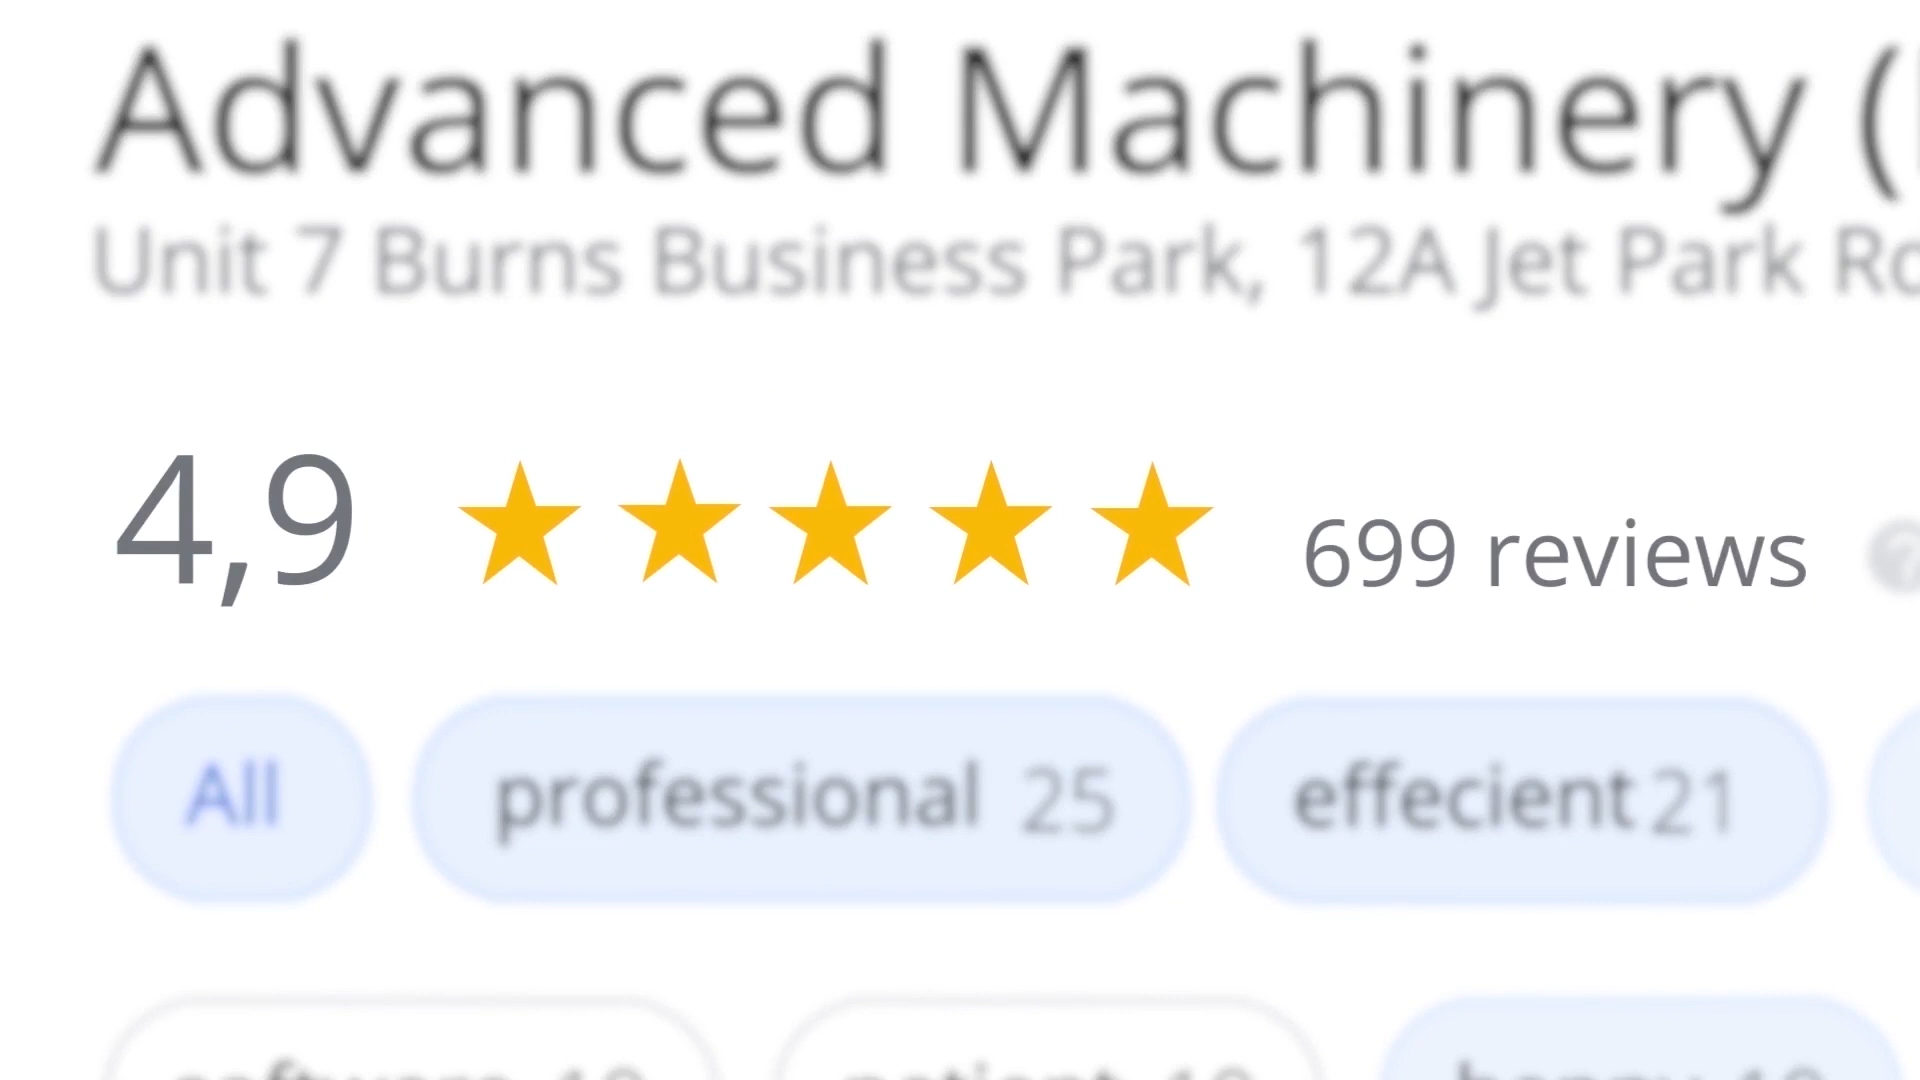 Advanced Machinery (
Unit 7 Burns Business Park, 12A Jet Park
4,9 699 reviews
All professional 25 effecient 21